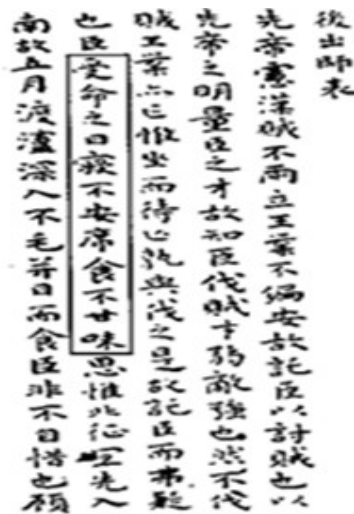 後出師表
先帝慮漢賊不兩立王業不偏安故託臣以討賊也以
先帝之明量臣之才故知臣伐賊才弱敵強也然不伐
賊王業亦亡惟坐而待亡孰與伐之是故託臣而弗疑
也臣受命之日寢不安席食不甘味思惟北征宜先入
南故五月渡瀘深入不毛并日而食臣非不自惜也顧